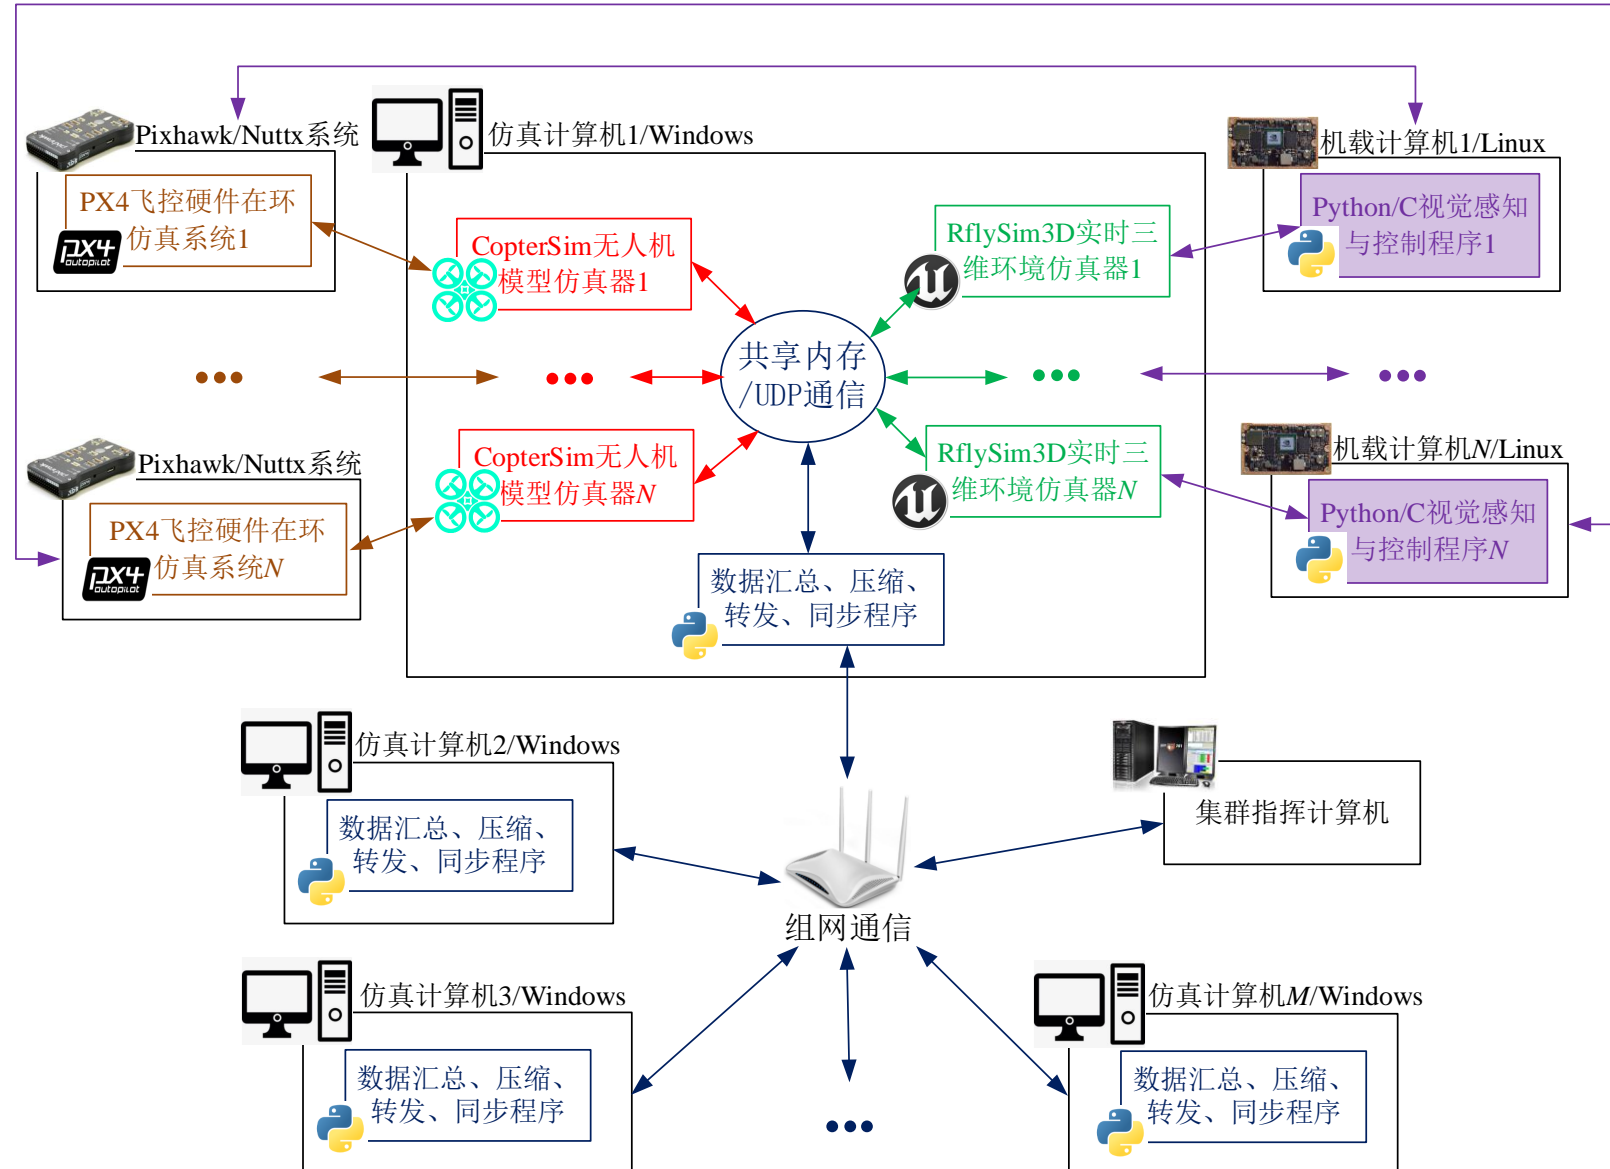 Pixhawk/Nuttx系统
仿真计算机1/Windows
机载计算机1/Linux
PX4飞控硬件在环
仿真系统1
px4
autopilot
CopterSim无人机
模型仿真器1
RflySim3D实时三
维环境仿真器1
Python/C视觉感知
与控制程序1
共享内存
/UDP通信
Pixhawk/Nuttx系统
机载计算机N/Linux
PX4飞控硬件在环
仿真系统N
px4
autopilot
CopterSim无人机
模型仿真器N
RflySim3D实时三
维环境仿真器N
Python/C视觉感知
与控制程序N
数据汇总、压缩、
转发、同步程序
仿真计算机2/Windows
数据汇总、压缩、
转发、同步程序
集群指挥计算机
组网通信
仿真计算机3/Windows
数据汇总、压缩、
转发、同步程序
仿真计算机M/Windows
数据汇总、压缩、
转发、同步程序